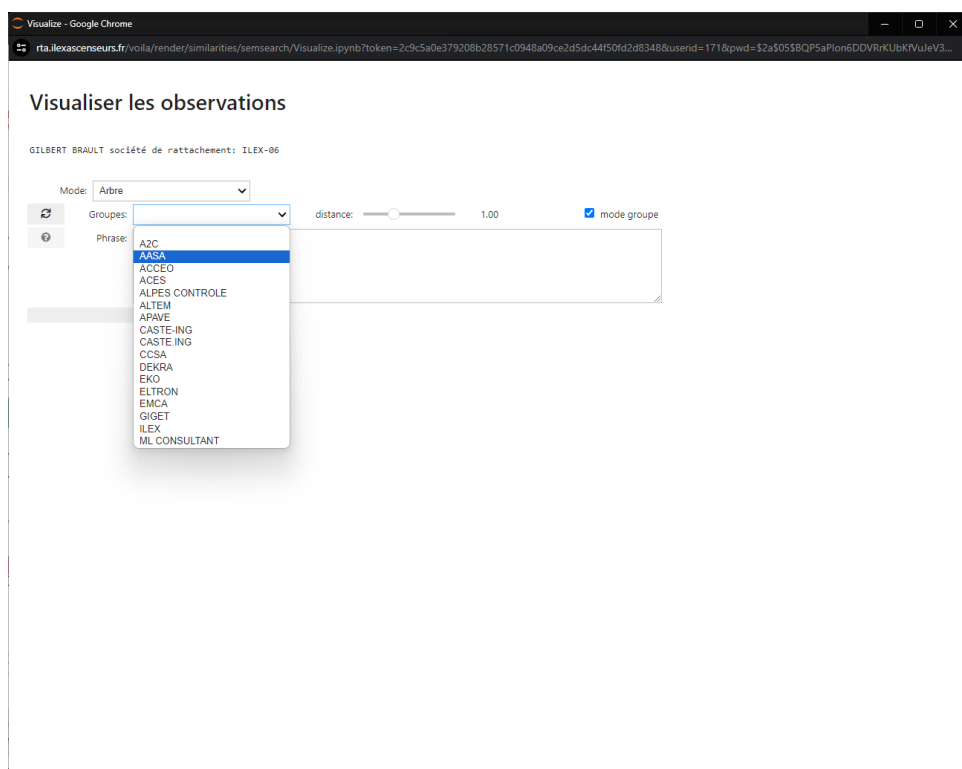 Visualize - Google Chrome
rta.ilexascenseurs.fr/voila/render/similarities/semsearch/Visualize.ipynb?token=2c9c5a0e379208b28571c0948a09ce2d5dc44f50fd2d8348&userid=171&pwd=$2a$05$BQP5aPlon6DDVRrKUbKfVuJeV3...
Visualiser les observations
GILBERT BRAULT société de rattachement: ILEX-06
Mode: Arbre
Groupes: distance: 1.00 mode groupe
Phrase:
A2C
AASA
ACCEO
ACES
ALPES CONTROLE
ALTEM
APAVE
CASTE-ING
CASTE.ING
CCSA
DEKRA
EKO
ELTRON
EMCA
GIGET
ILEX
ML CONSULTANT